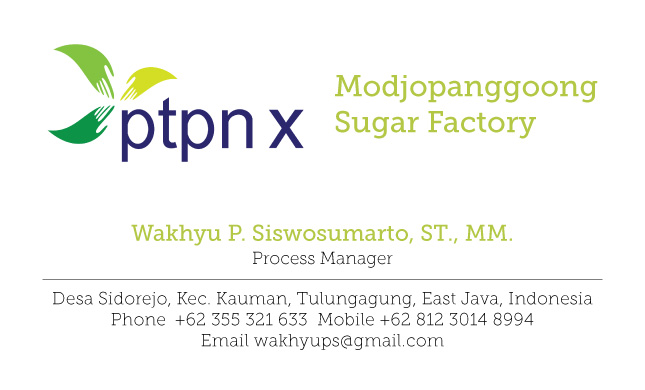 ptpn x
Modjopanggoong
Sugar Factory
Wakhyu P. Siswosumarto, ST., MM.
Process Manager
Desa Sidorejo, Kec. Kauman, Tulungagung, East Java, Indonesia
Phone +62 355 321 633 Mobile +62 812 3014 8994
Email wakhyups@gmail.com